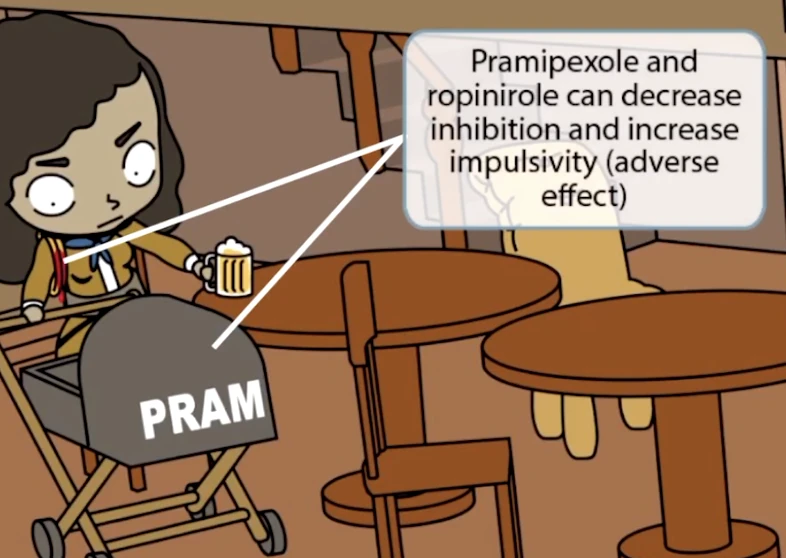 Pramipexole and
ropinirole can decrease
inhibition and increase
impulsivity (adverse
effect)
PRAM